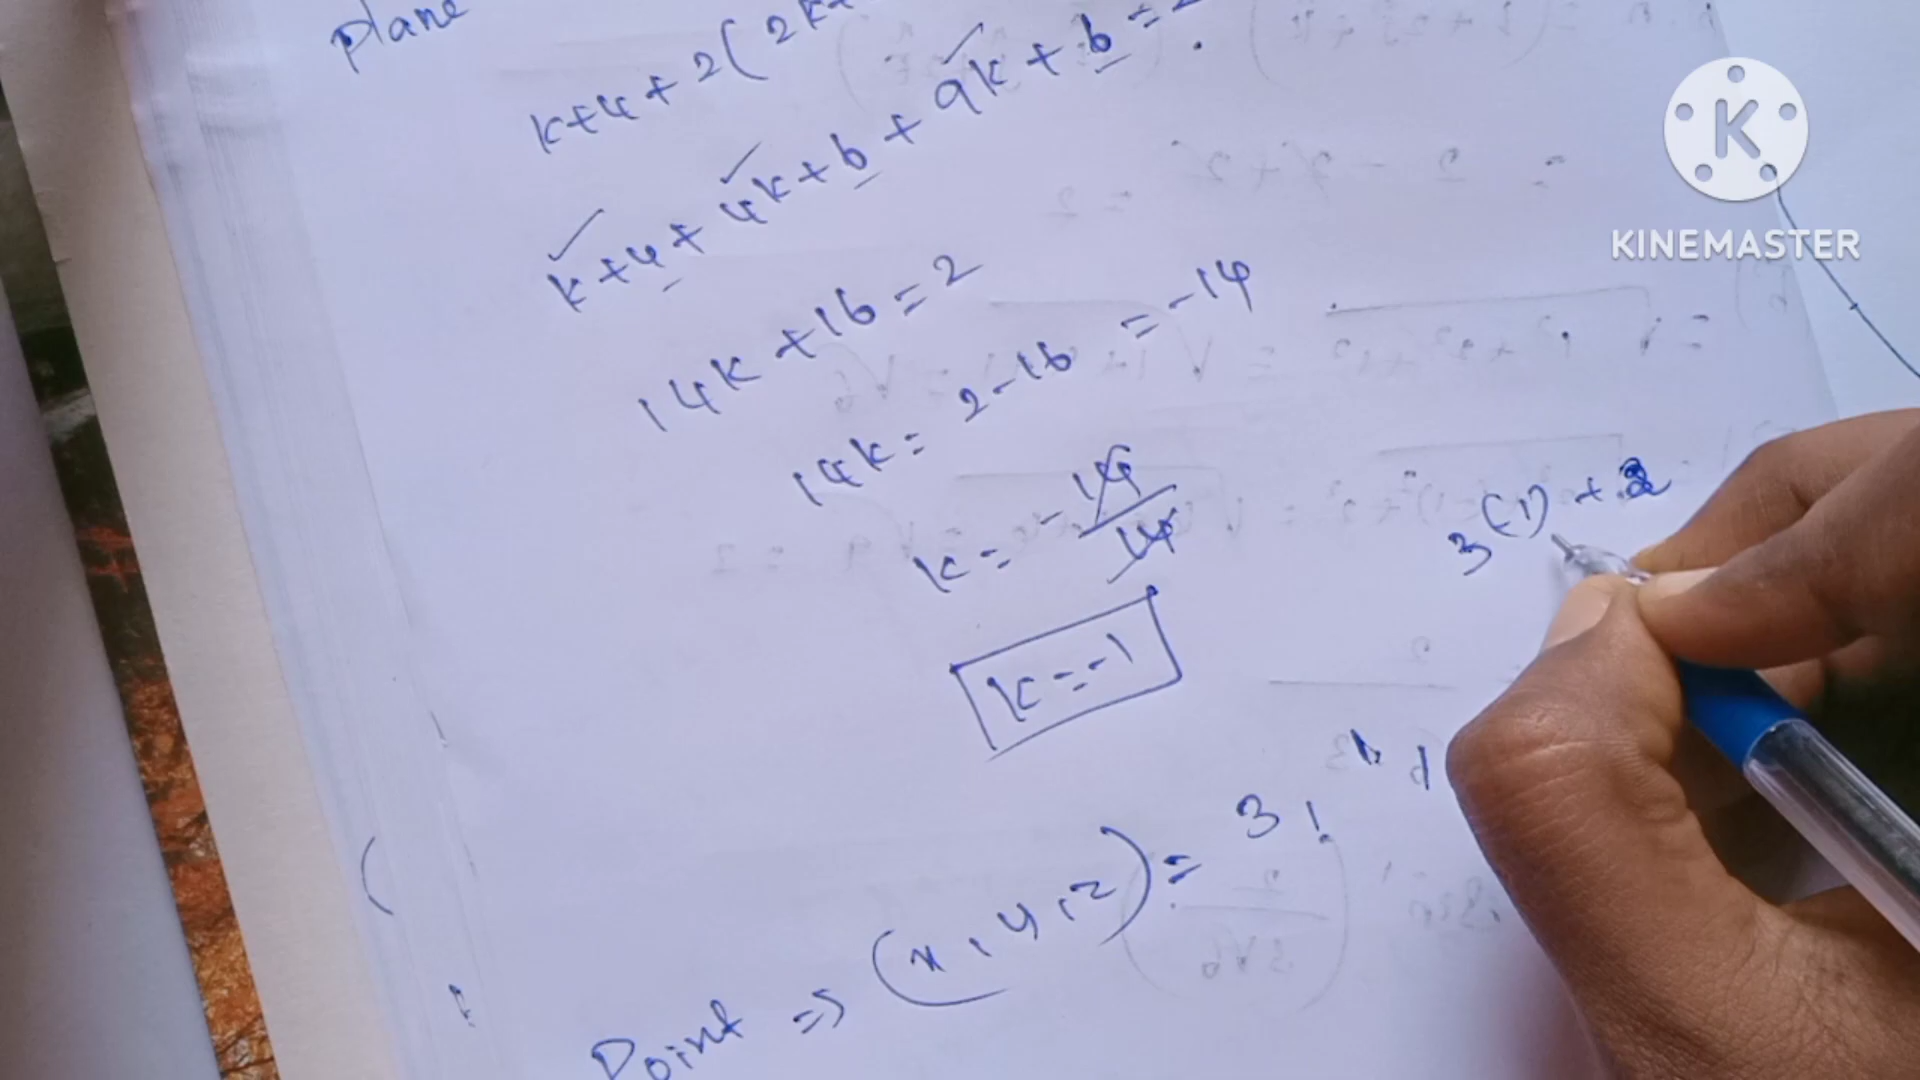 plane
k+4+2(2k+
k+4+4k+6+9k+6=2
14k+16=2
14k=2-16=-14
k=-14/14
k=-1
3(-1)+2
Point => (x,y,z)=3,1,
K
KINEMASTER